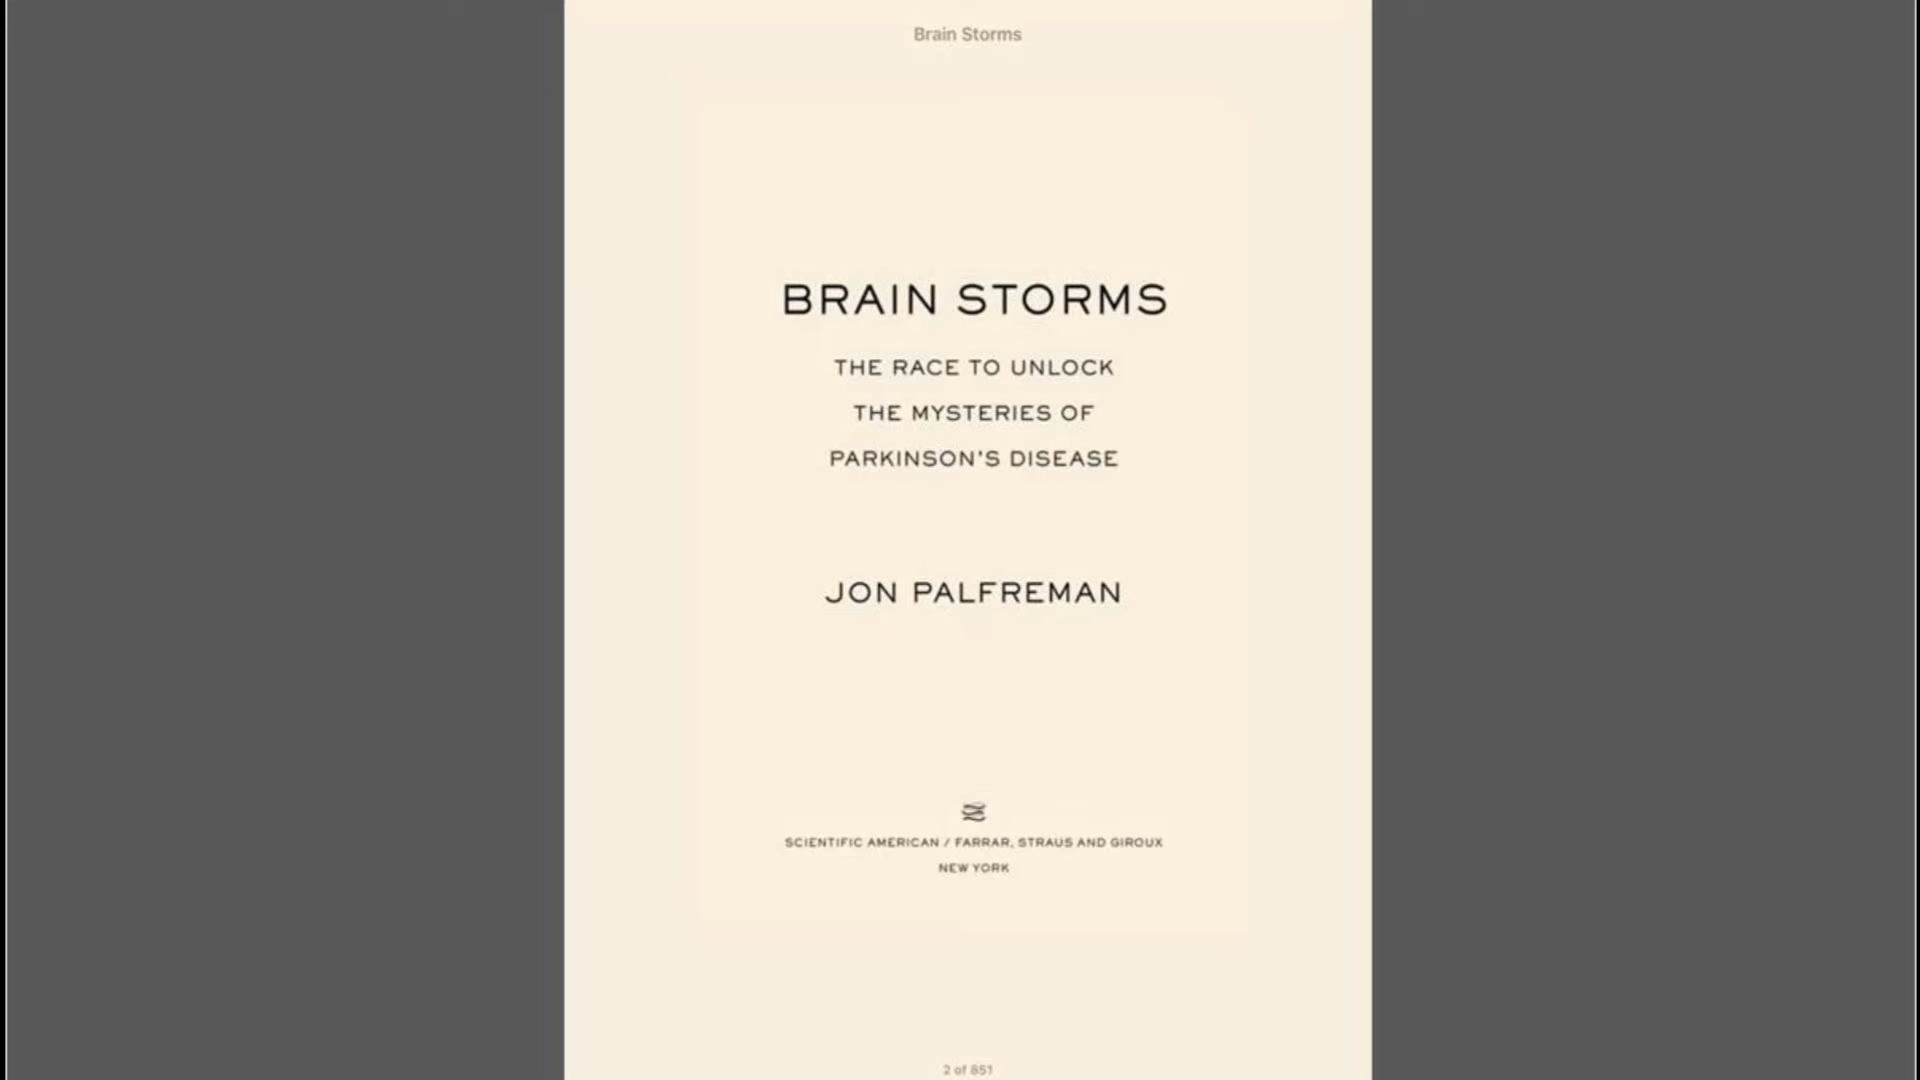 Brain Storms
BRAIN STORMS
THE RACE TO UNLOCK
THE MYSTERIES OF
PARKINSON'S DISEASE
JON PALFREMAN
SCIENTIFIC AMERICAN / FARRAR, STRAUS AND GIROUX
NEW YORK
2 of 851